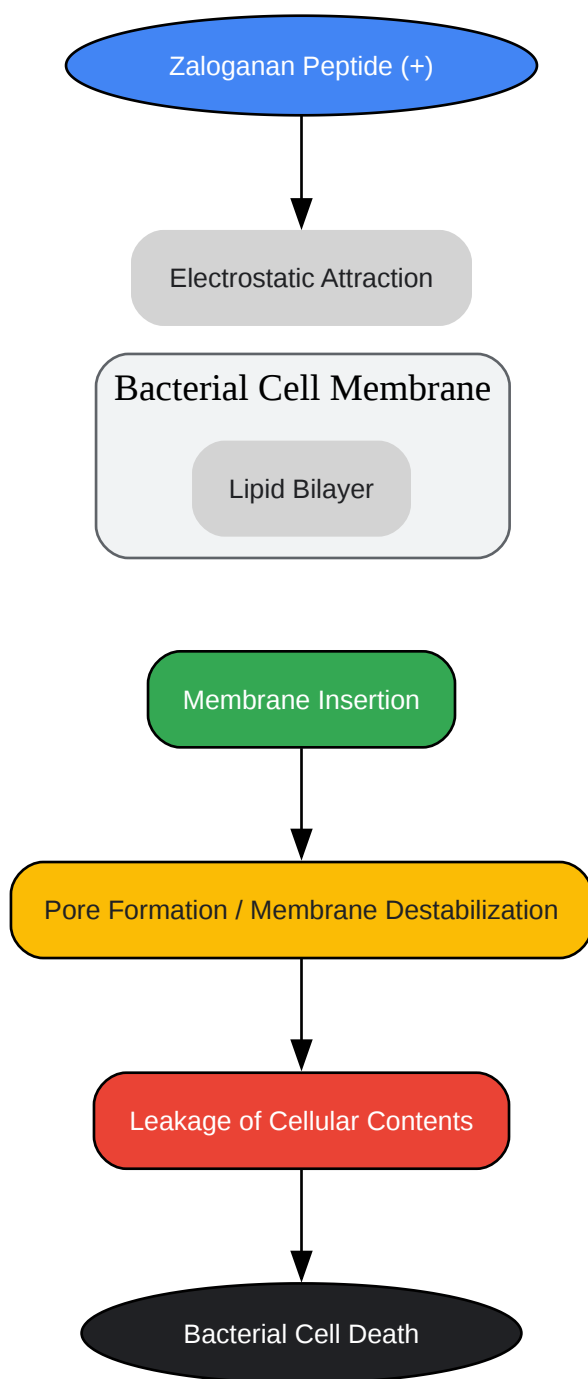 Zaloganan Peptide (+)
Electrostatic Attraction
Bacterial Cell Membrane
Lipid Bilayer
Membrane Insertion
Pore Formation / Membrane Destabilization
Leakage of Cellular Contents
Bacterial Cell Death